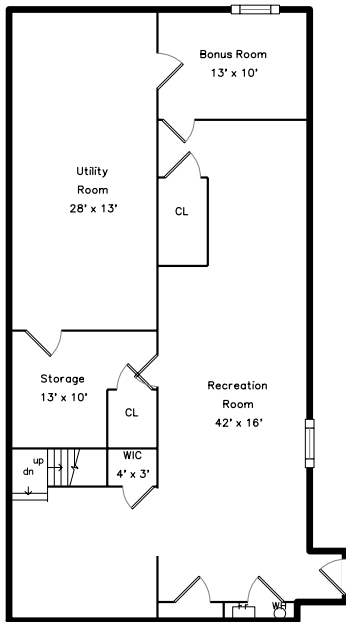 Bonus Room
13' x 10'
Utility
Room
28' x 13'
CL
Storage
13' x 10'
Recreation
Room
42' x 16'
CL
WIC
4' x 3'
up
dn
WH